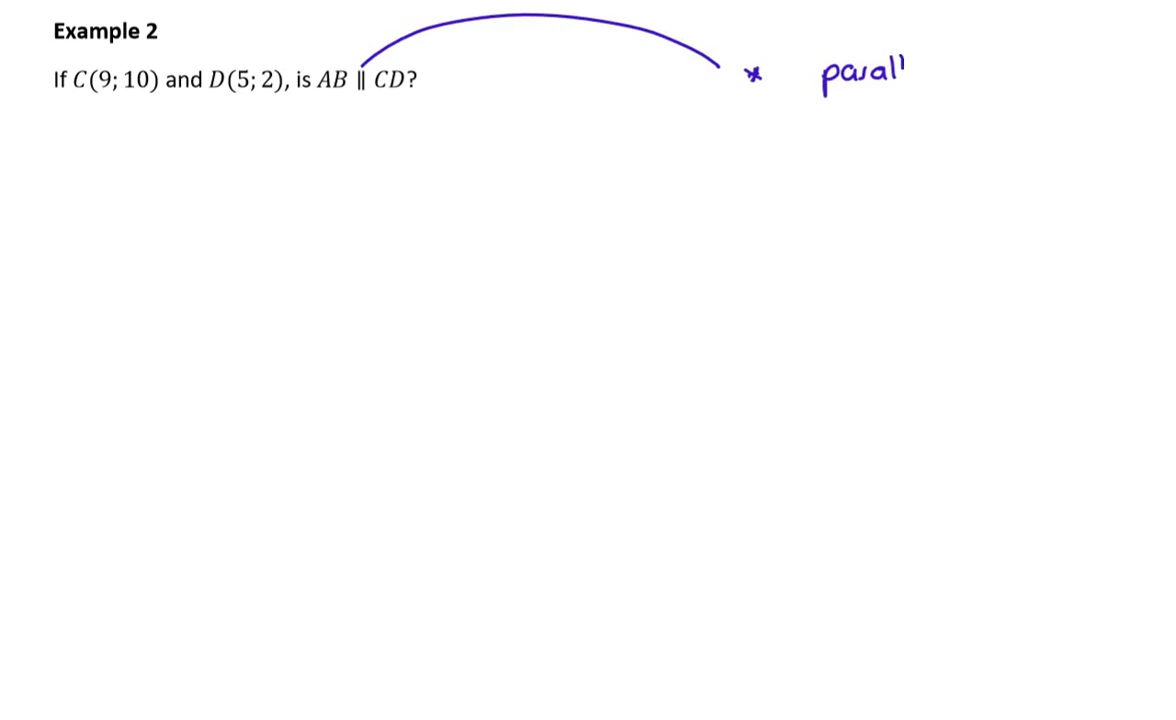 Example 2
If C(9; 10) and D(5; 2), is AB ∥ CD?
* parall